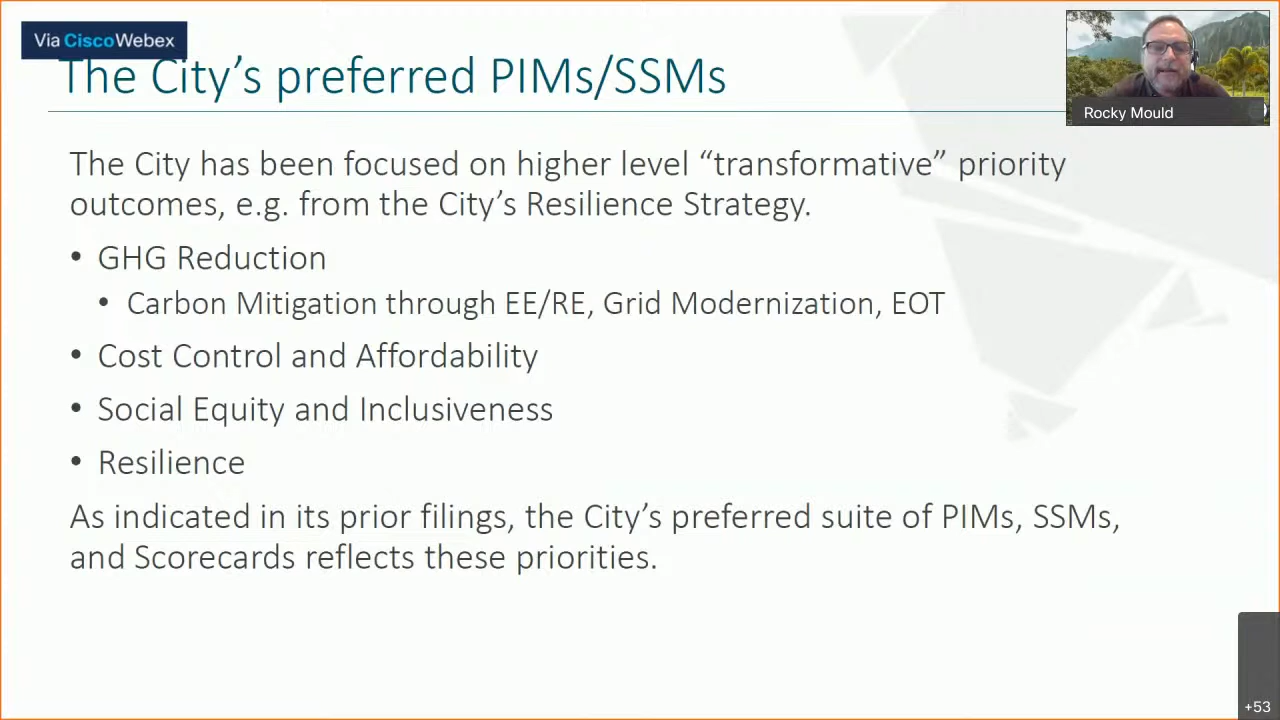 Via CiscoWebex
The City’s preferred PIMs/SSMs
Rocky Mould
The City has been focused on higher level “transformative” priority
outcomes, e.g. from the City’s Resilience Strategy.
• GHG Reduction
• Carbon Mitigation through EE/RE, Grid Modernization, EOT
• Cost Control and Affordability
• Social Equity and Inclusiveness
• Resilience
As indicated in its prior filings, the City’s preferred suite of PIMs, SSMs,
and Scorecards reflects these priorities.
+53